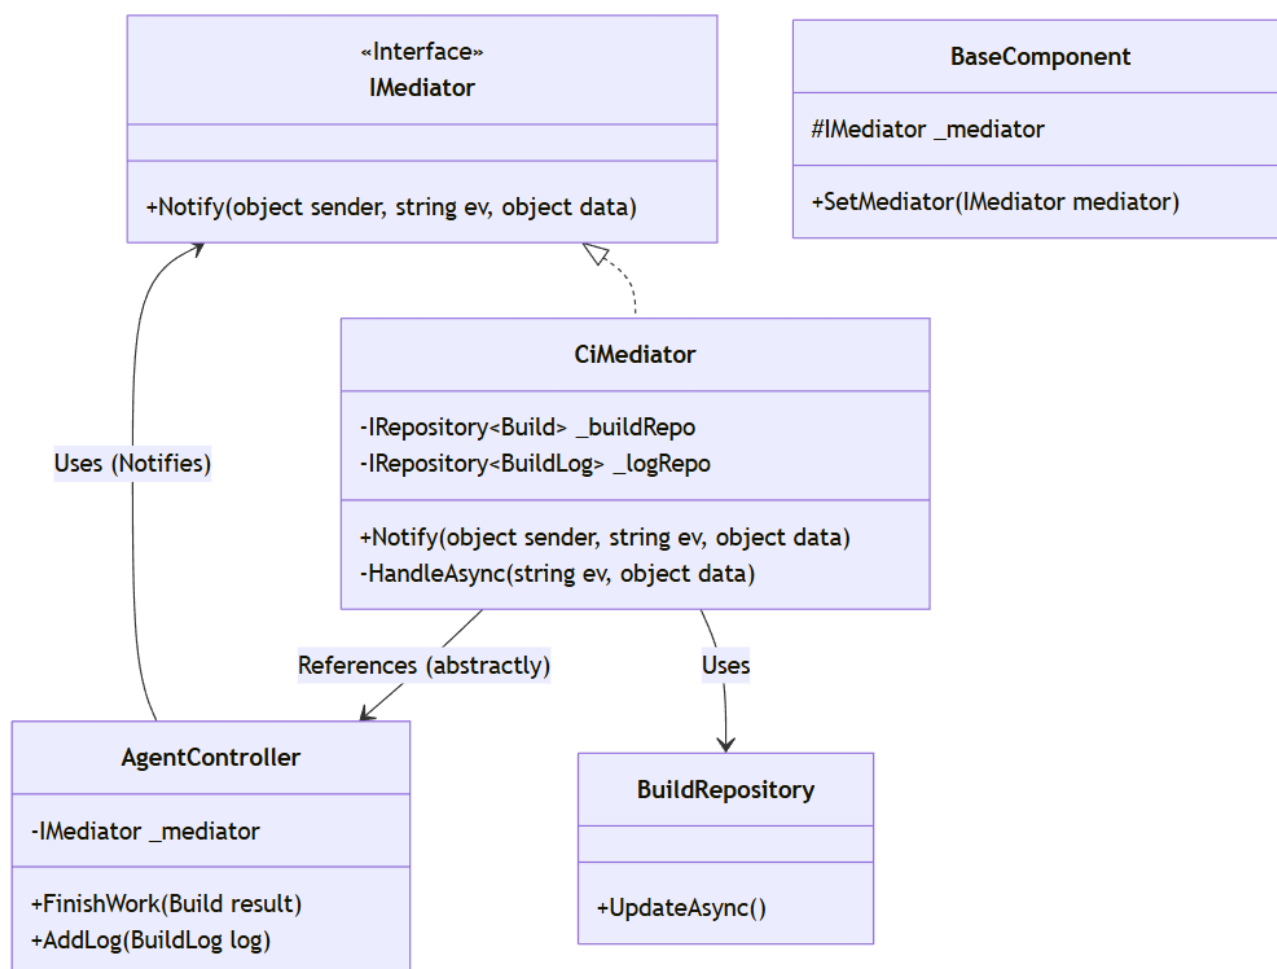 «Interface»
IMediator
+Notify(object sender, string ev, object data)
BaseComponent
#IMediator _mediator
+SetMediator(IMediator mediator)
CiMediator
-IRepository<Build> _buildRepo
-IRepository<BuildLog> _logRepo
+Notify(object sender, string ev, object data)
-HandleAsync(string ev, object data)
Uses (Notifies)
References (abstractly)
Uses
AgentController
-IMediator _mediator
+FinishWork(Build result)
+AddLog(BuildLog log)
BuildRepository
+UpdateAsync()